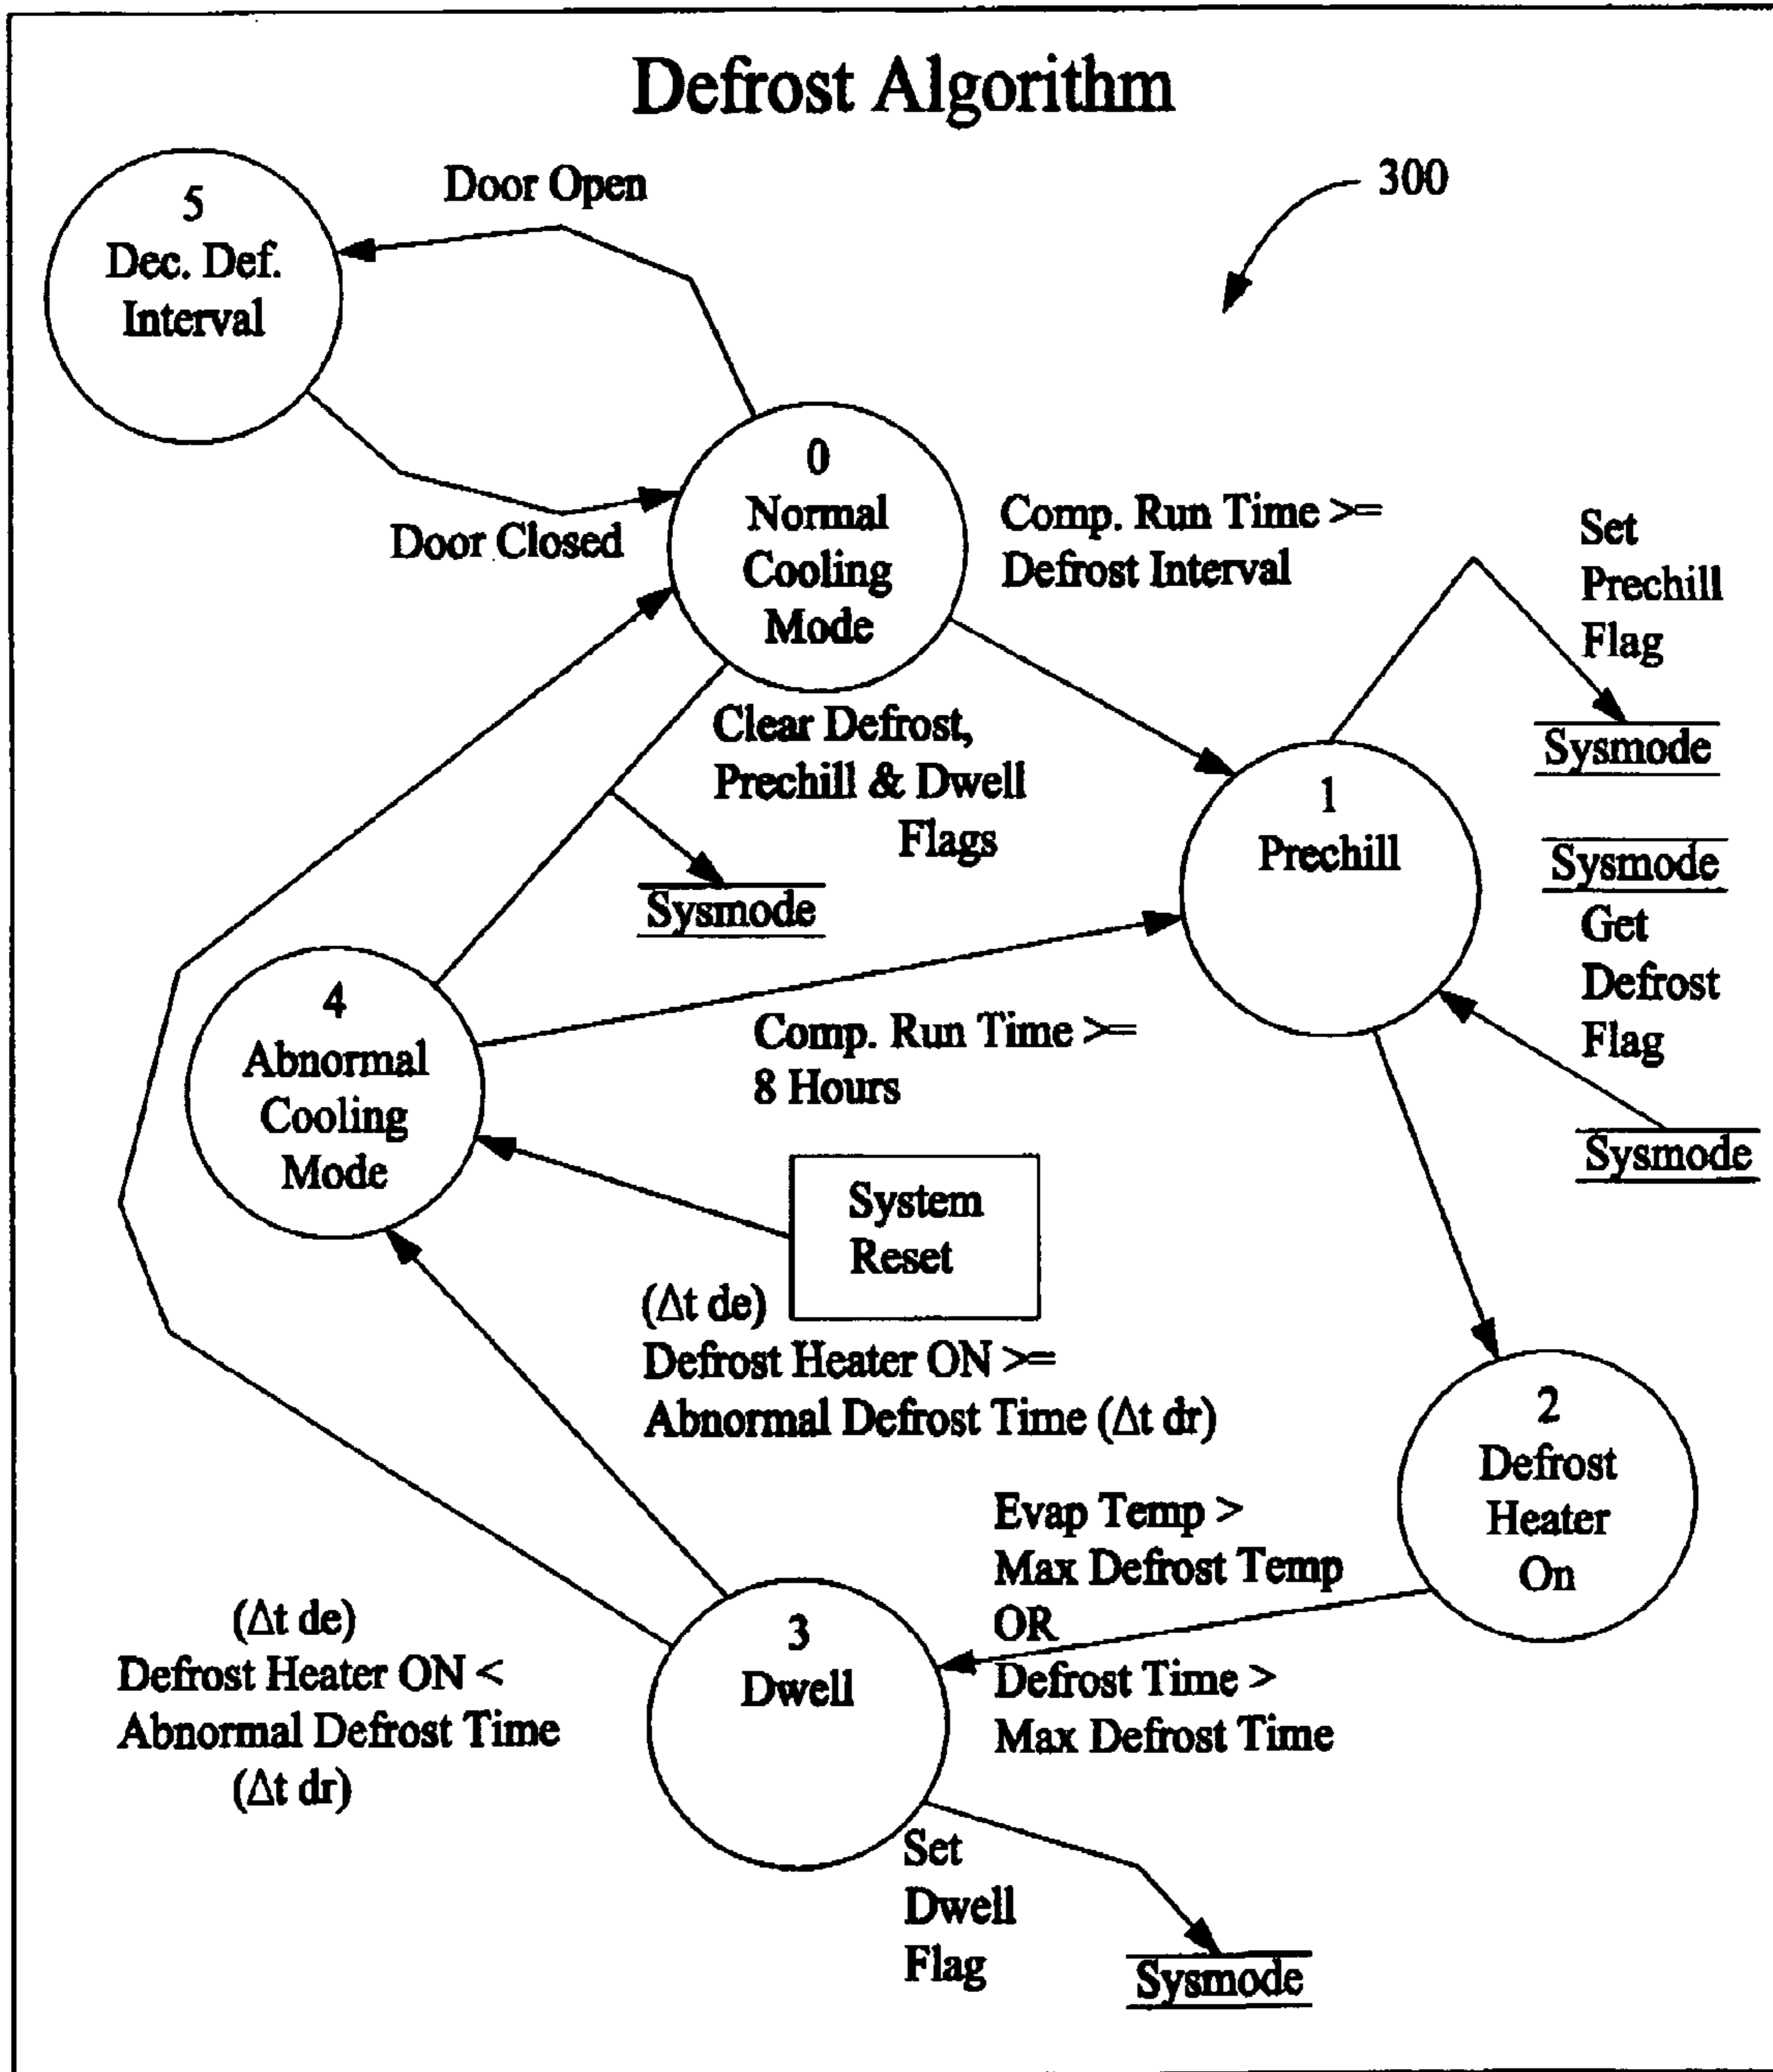 Defrost Algorithm
300
Door Open
5
Dec. Def.
Interval
Door Closed
0
Normal
Cooling
Mode
Comp. Run Time >=
Defrost Interval
Set
Prechill
Flag
Sysmode
Clear Defrost,
Prechill & Dwell
Flags
Sysmode
1
Prechill
Sysmode
Get
Defrost
Flag
Sysmode
4
Abnormal
Cooling
Mode
Comp. Run Time >=
8 Hours
System
Reset
(Δt de)
Defrost Heater ON >=
Abnormal Defrost Time (Δt dr)
2
Defrost
Heater
On
Evap Temp >
Max Defrost Temp
OR
Defrost Time >
Max Defrost Time
3
Dwell
(Δt de)
Defrost Heater ON <
Abnormal Defrost Time
(Δt dr)
Set
Dwell
Flag
Sysmode